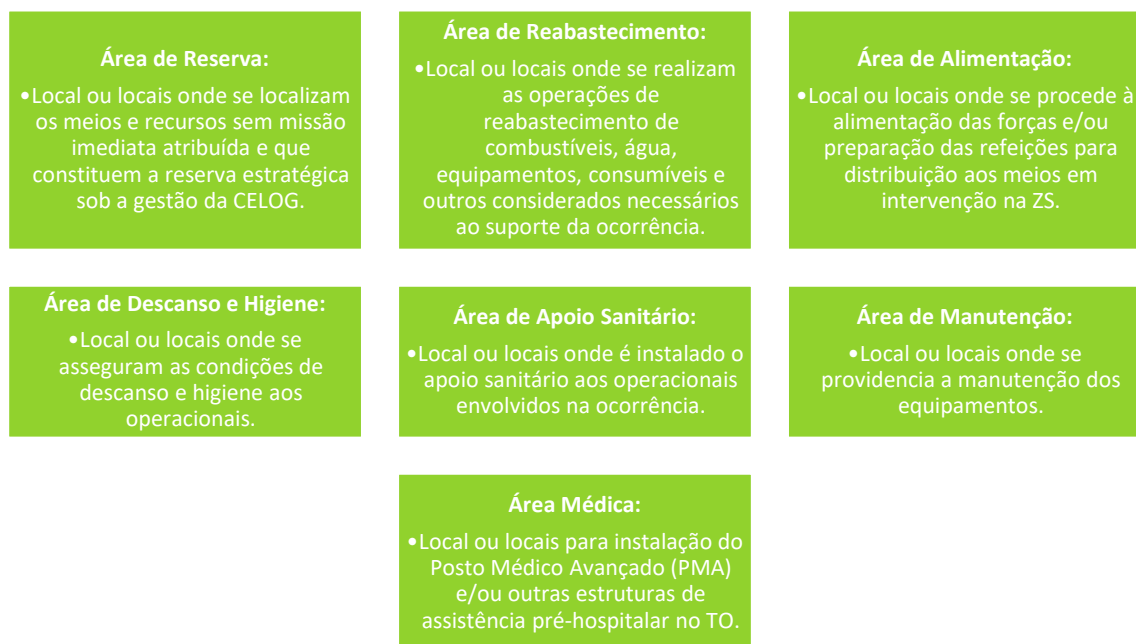 Área de Reserva:
•Local ou locais onde se localizam
os meios e recursos sem missão
imediata atribuída e que
constituem a reserva estratégica
sob a gestão da CELOG.
Área de Reabastecimento:
•Local ou locais onde se realizam
as operações de
reabastecimento de
combustíveis, água,
equipamentos, consumíveis e
outros considerados necessários
ao suporte da ocorrência.
Área de Alimentação:
•Local ou locais onde se procede à
alimentação das forças e/ou
preparação das refeições para
distribuição aos meios em
intervenção na ZS.
Área de Descanso e Higiene:
•Local ou locais onde se
asseguram as condições de
descanso e higiene aos
operacionais.
Área de Apoio Sanitário:
•Local ou locais onde é instalado o
apoio sanitário aos operacionais
envolvidos na ocorrência.
Área de Manutenção:
•Local ou locais onde se
providencia a manutenção dos
equipamentos.
Área Médica:
•Local ou locais para instalação do
Posto Médico Avançado (PMA)
e/ou outras estruturas de
assistência pré-hospitalar no TO.